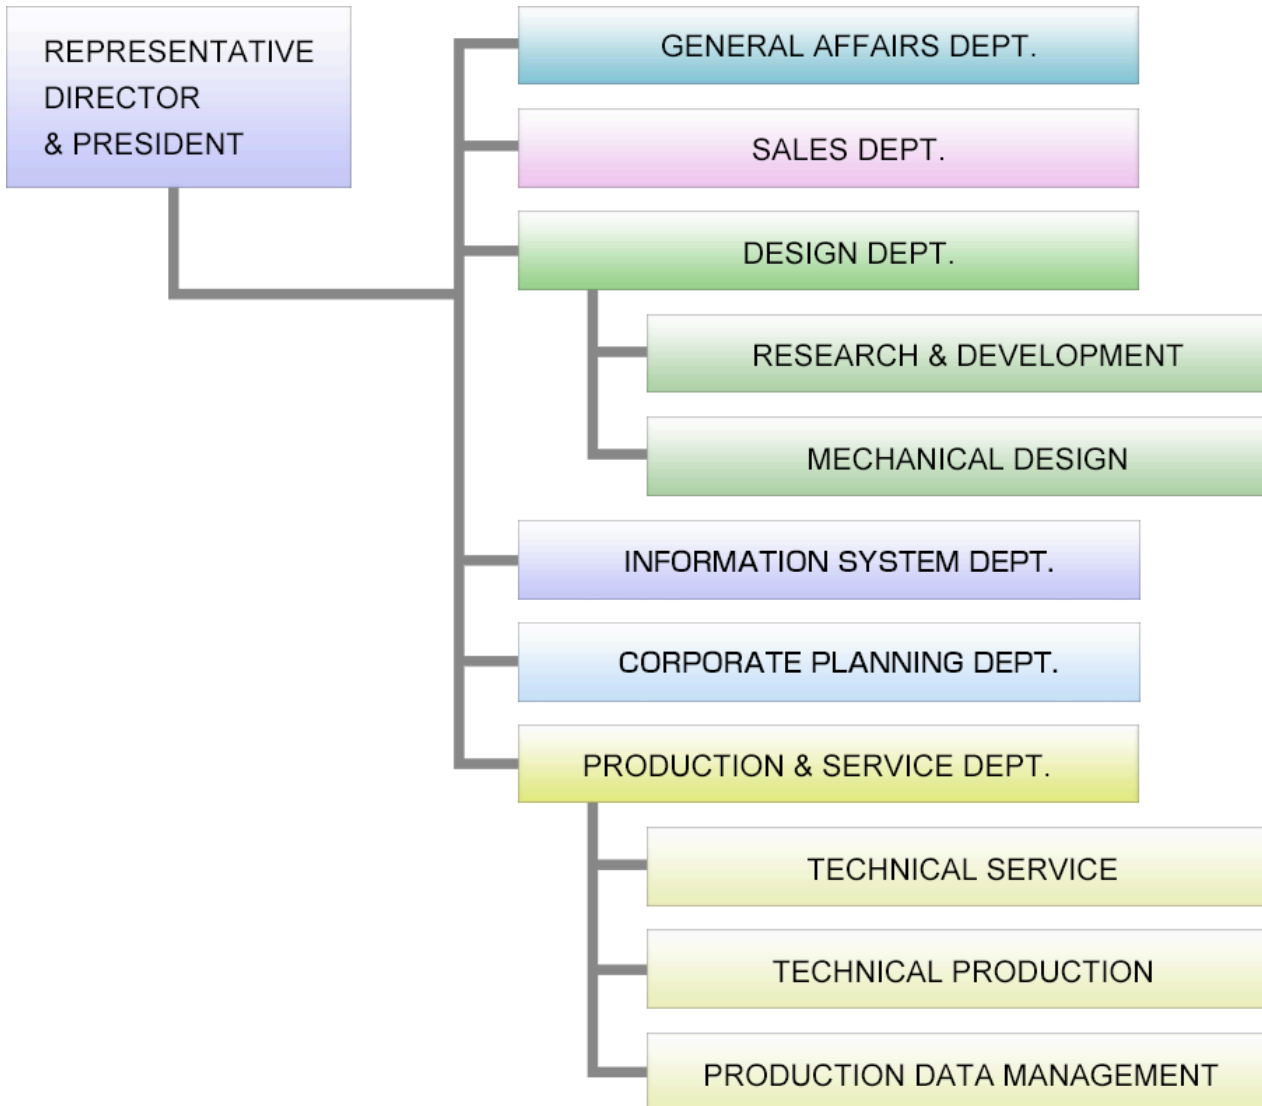 REPRESENTATIVE
DIRECTOR
& PRESIDENT
GENERAL AFFAIRS DEPT.
SALES DEPT.
DESIGN DEPT.
RESEARCH & DEVELOPMENT
MECHANICAL DESIGN
INFORMATION SYSTEM DEPT.
CORPORATE PLANNING DEPT.
PRODUCTION & SERVICE DEPT.
TECHNICAL SERVICE
TECHNICAL PRODUCTION
PRODUCTION DATA MANAGEMENT